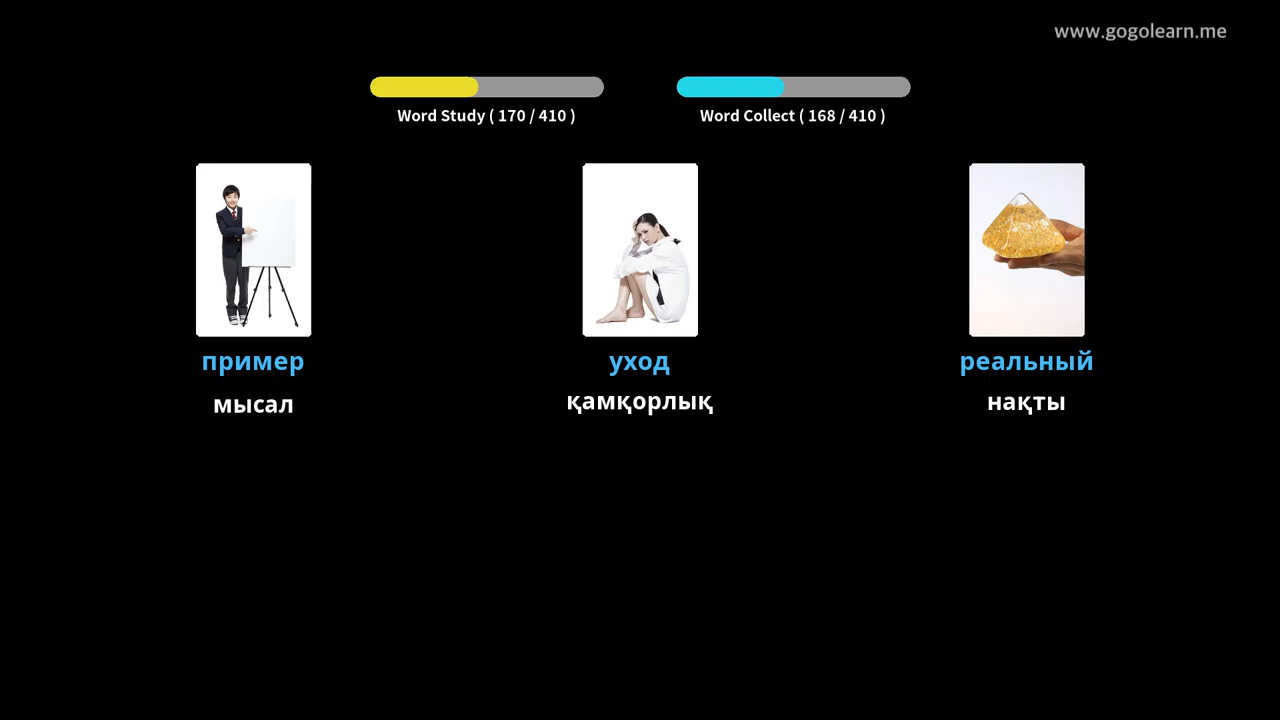 www.gogolearn.me
Word Study ( 170 / 410 )
Word Collect ( 168 / 410 )
пример
мысал
уход
қамқорлық
реальный
нақты